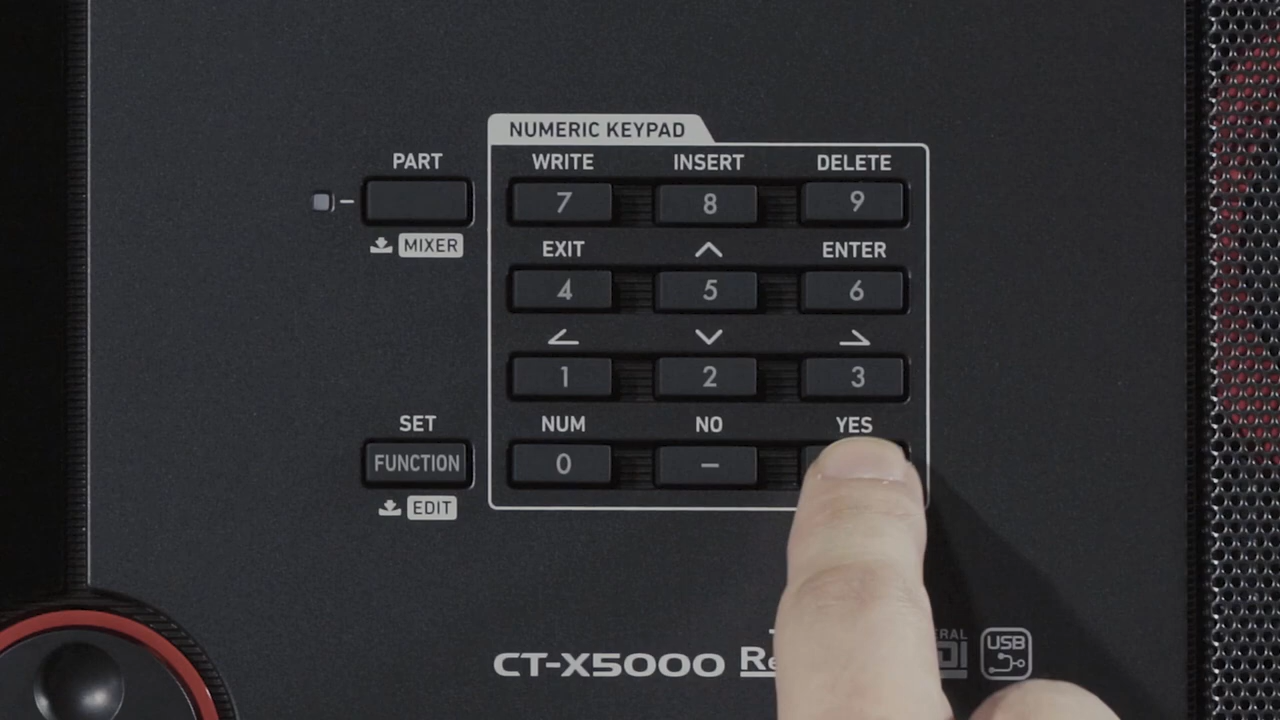 NUMERIC KEYPAD
PART
WRITE INSERT DELETE
7 8 9
MIXER
EXIT ENTER
4 5 6
1 2 3
SET
NUM NO YES
FUNCTION
0 −
EDIT
CT-X5000
USB